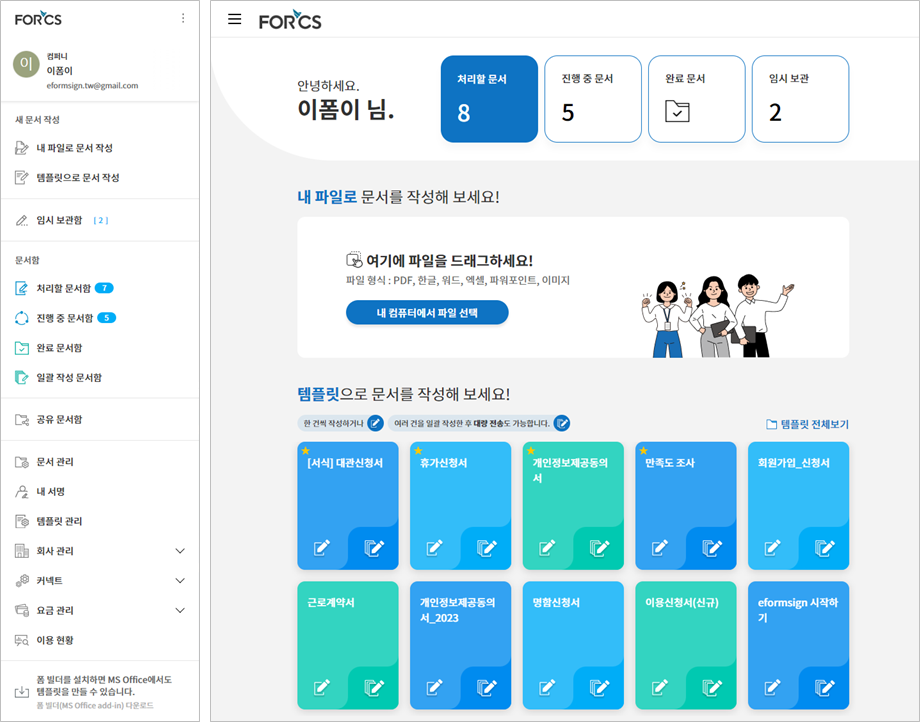 FORCS
이
컴퍼니
이폼이
eformsign.tw@gmail.com
새 문서 작성
내 파일로 문서 작성
템플릿으로 문서 작성
임시 보관함 [ 2 ]
문서함
처리할 문서함 7
진행 중 문서함 5
완료 문서함
일괄 작성 문서함
공유 문서함
문서 관리
내 서명
템플릿 관리
회사 관리
커넥트
요금 관리
이용 현황
폼 빌더를 설치하면 MS Office에서도
템플릿을 만들 수 있습니다.
폼 빌더(MS Office add-in) 다운로드
FORCS
안녕하세요.
이폼이 님.
처리할 문서
8
진행 중 문서
5
완료 문서
임시 보관
2
내 파일로 문서를 작성해 보세요!
여기에 파일을 드래그하세요!
파일 형식 : PDF, 한글, 워드, 엑셀, 파워포인트, 이미지
내 컴퓨터에서 파일 선택
템플릿으로 문서를 작성해 보세요!
한 건씩 작성하거나
여러 건을 일괄 작성한 후 대량 전송도 가능합니다.
템플릿 전체보기
[서식] 대관신청서
휴가신청서
개인정보제공동의
서
만족도 조사
회원가입_신청서
근로계약서
개인정보제공동의
서_2023
명함신청서
이용신청서(신규)
eformsign 시작하
기